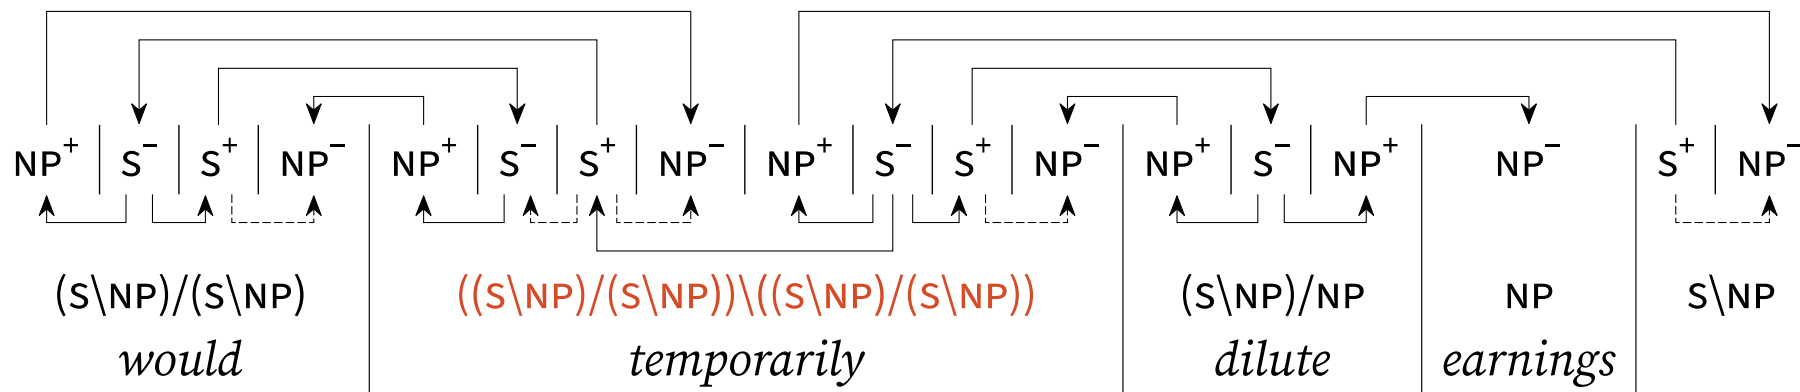 NP⁺ S⁻ S⁺ NP⁻ NP⁺ S⁻ S⁺ NP⁻ NP⁺ S⁻ S⁺ NP⁻ NP⁺ S⁻ NP⁺ NP⁻ S⁺ NP⁻
(S\NP)/(S\NP) ((S\NP)/(S\NP))\((S\NP)/(S\NP)) (S\NP)/NP NP S\NP
would temporarily dilute earnings